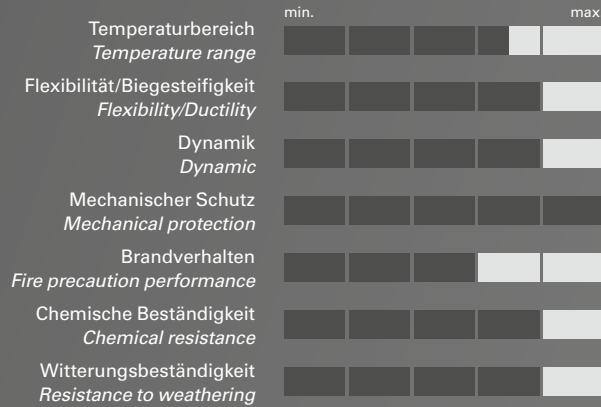 min. max
Temperaturbereich
Temperature range
Flexibilität/Biegesteifigkeit
Flexibility/Ductility
Dynamik
Dynamic
Mechanischer Schutz
Mechanical protection
Brandverhalten
Fire precaution performance
Chemische Beständigkeit
Chemical resistance
Witterungsbeständigkeit
Resistance to weathering